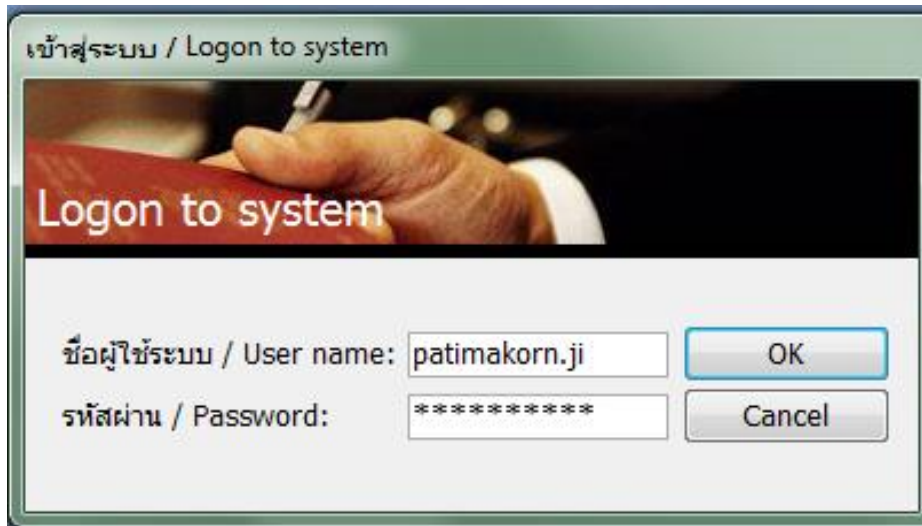 เข้าสู่ระบบ / Logon to system
Logon to system
ชื่อผู้ใช้ระบบ / User name: patimakorn.ji OK
รหัสผ่าน / Password: ********** Cancel